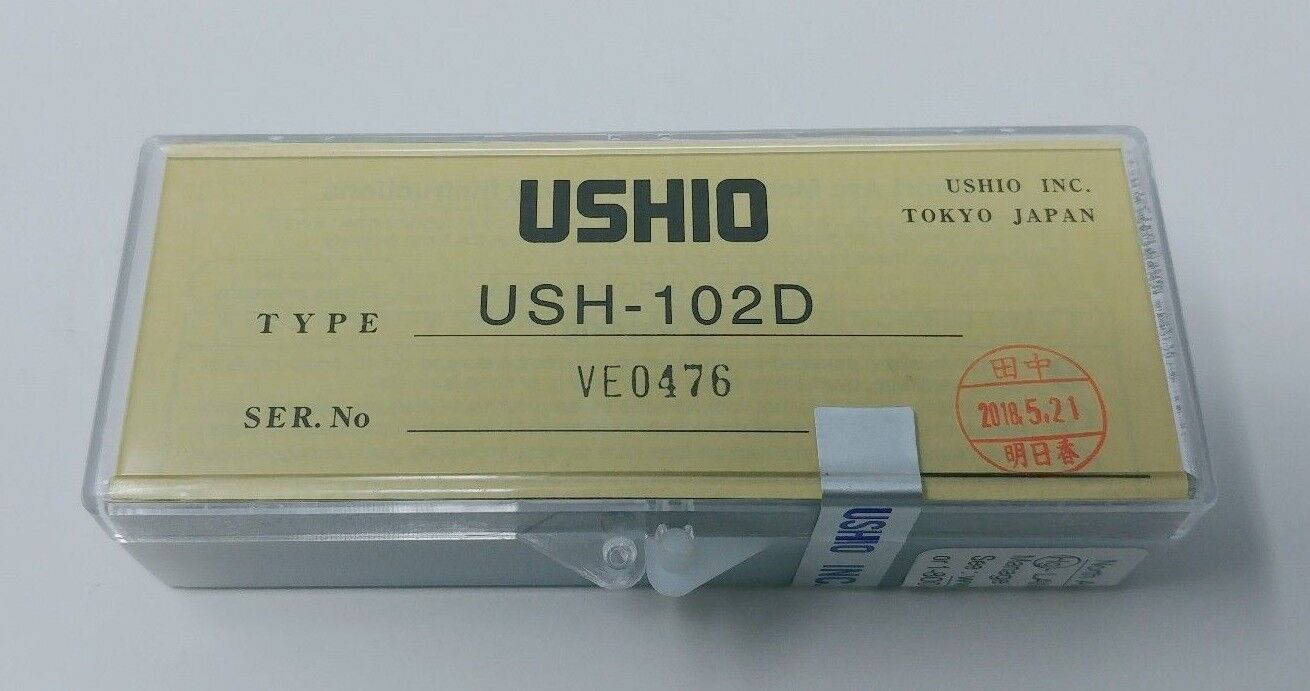 USHIO
USHIO INC.
TOKYO JAPAN
TYPE USH-102D
SER. No VE0476
田中
2018.5.21
明日香
USHIO INC.